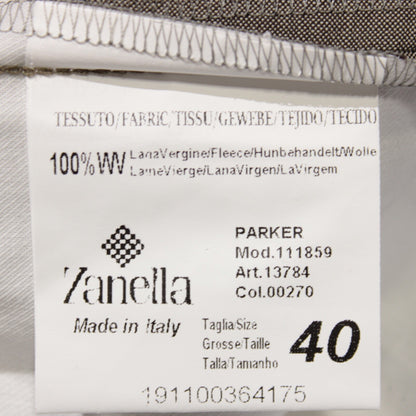 TESSUTO/FABRIC/TISSU/GEWEBE/TEJIDO/TECIDO
100% WV LanaVergine/Fleece/Hunbehandelt/Wolle
LaineVierge/LanaVirgen/LaVirgem
PARKER
Mod.111859
Art.13784
Col.00270
Zanella
Made in Italy
Taglia/Size
Grosse/Taille
Talla/Tamanho
40
191100364175